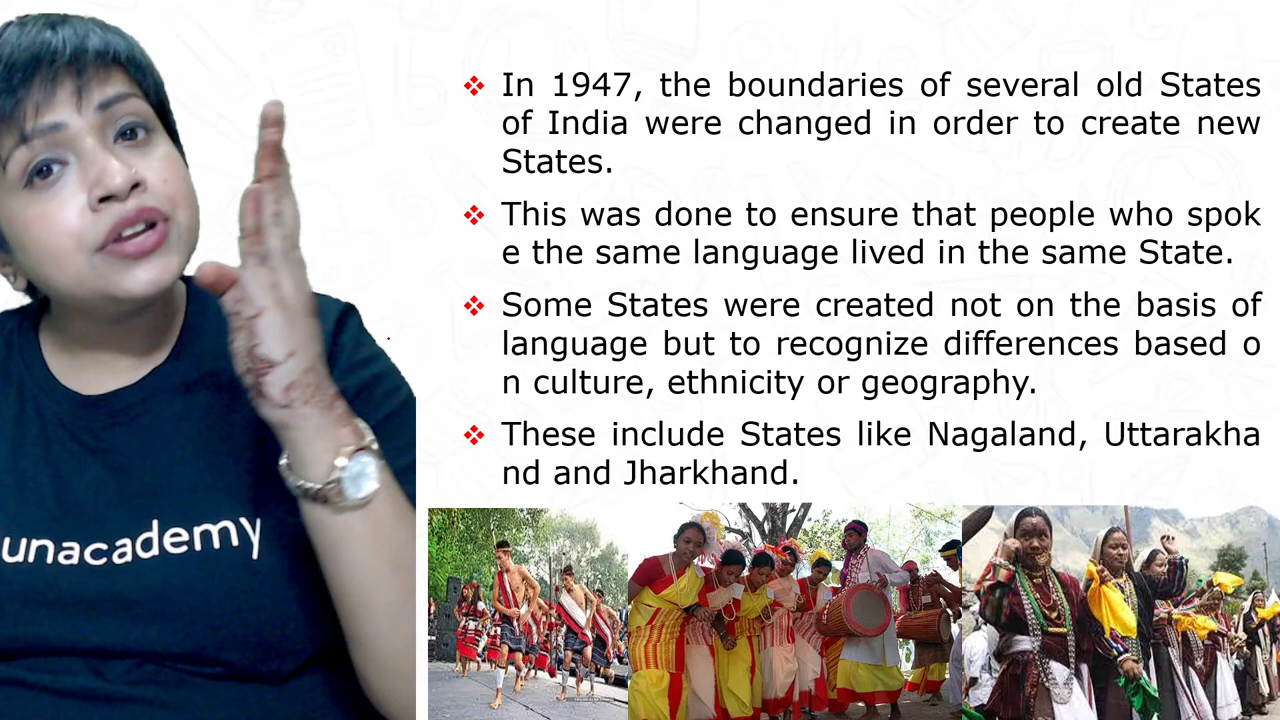 In 1947, the boundaries of several old States
of India were changed in order to create new
States.
This was done to ensure that people who spok
e the same language lived in the same State.
Some States were created not on the basis of
language but to recognize differences based o
n culture, ethnicity or geography.
These include States like Nagaland, Uttarakha
nd and Jharkhand.
unacademy